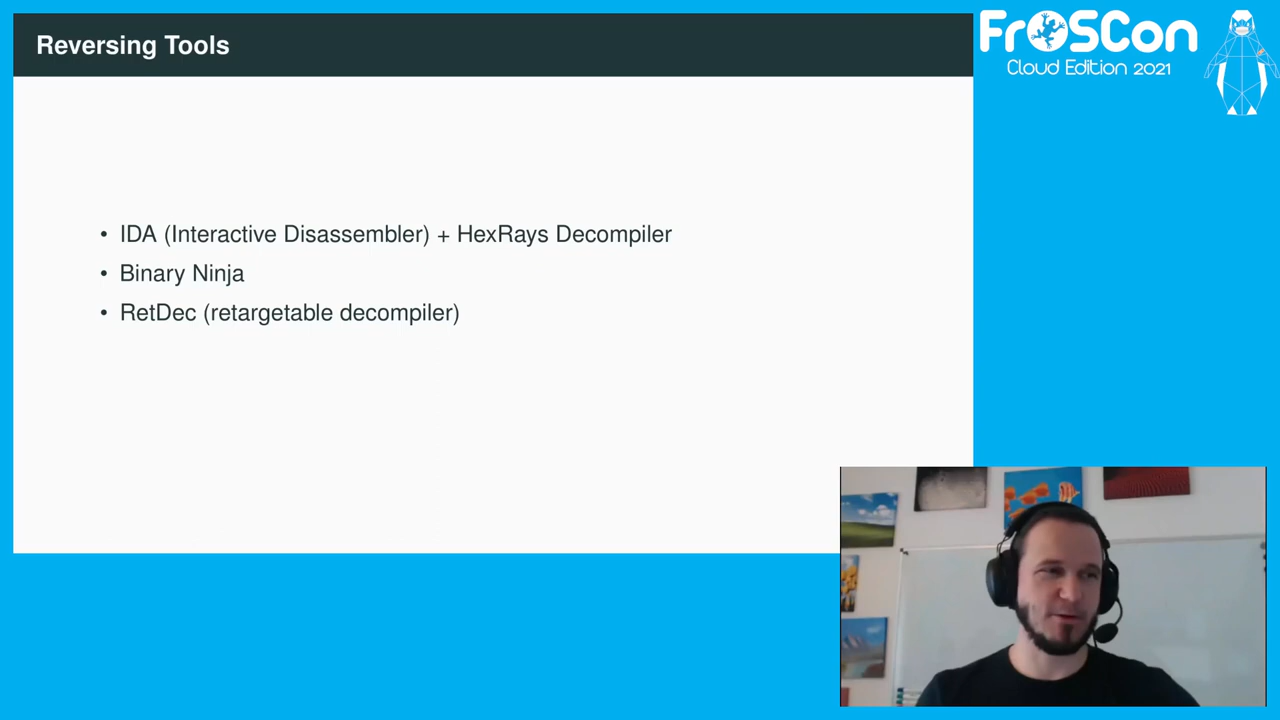 Reversing Tools
FrOSCon
Cloud Edition 2021
• IDA (Interactive Disassembler) + HexRays Decompiler
• Binary Ninja
• RetDec (retargetable decompiler)